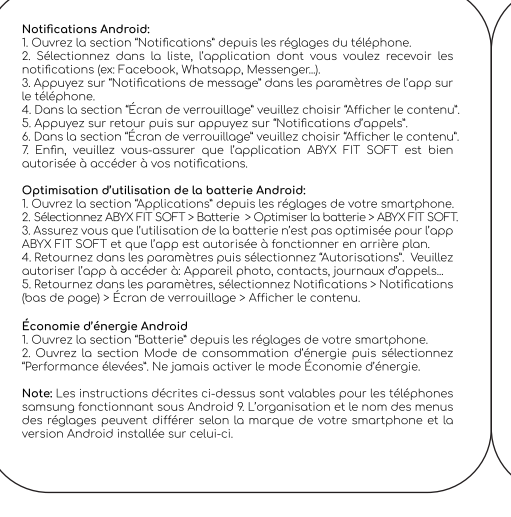 Notifications Android:
1. Ouvrez la section "Notifications" depuis les réglages du téléphone.
2. Sélectionnez dans la liste, l'application dont vous voulez recevoir les
notifications (ex: Facebook, Whatsapp, Messenger...).
3. Appuyez sur "Notifications de message" dans les paramètres de l'app sur
le téléphone.
4. Dans la section "Écran de verrouillage" veuillez choisir "Afficher le contenu".
5. Appuyez sur retour puis sur appuyez sur "Notifications d'appels".
6. Dans la section "Écran de verrouillage" veuillez choisir "Afficher le contenu".
7. Enfin, veuillez vous-assurer que l'application ABYX FIT SOFT est bien
autorisée à accéder à vos notifications.

Optimisation d'utilisation de la batterie Android:
1. Ouvrez la section "Applications" depuis les réglages de votre smartphone.
2. Sélectionnez ABYX FIT SOFT > Batterie > Optimiser la batterie > ABYX FIT SOFT.
3. Assurez vous que l'utilisation de la batterie n'est pas optimisée pour l'app
ABYX FIT SOFT et que l'app est autorisée à fonctionner en arrière plan.
4. Retournez dans les paramètres puis sélectionnez "Autorisations". Veuillez
autoriser l'app à accéder à: Appareil photo, contacts, journaux d'appels...
5. Retournez dans les paramètres, sélectionnez Notifications > Notifications
(bas de page) > Écran de verrouillage > Afficher le contenu.

Économie d'énergie Android
1. Ouvrez la section "Batterie" depuis les réglages de votre smartphone.
2. Ouvrez la section Mode de consommation d'énergie puis sélectionnez
"Performance élevées". Ne jamais activer le mode Économie d'énergie.

Note: Les instructions décrites ci-dessus sont valables pour les téléphones
samsung fonctionnant sous Android 9. L'organisation et le nom des menus
des réglages peuvent différer selon la marque de votre smartphone et la
version Android installée sur celui-ci.